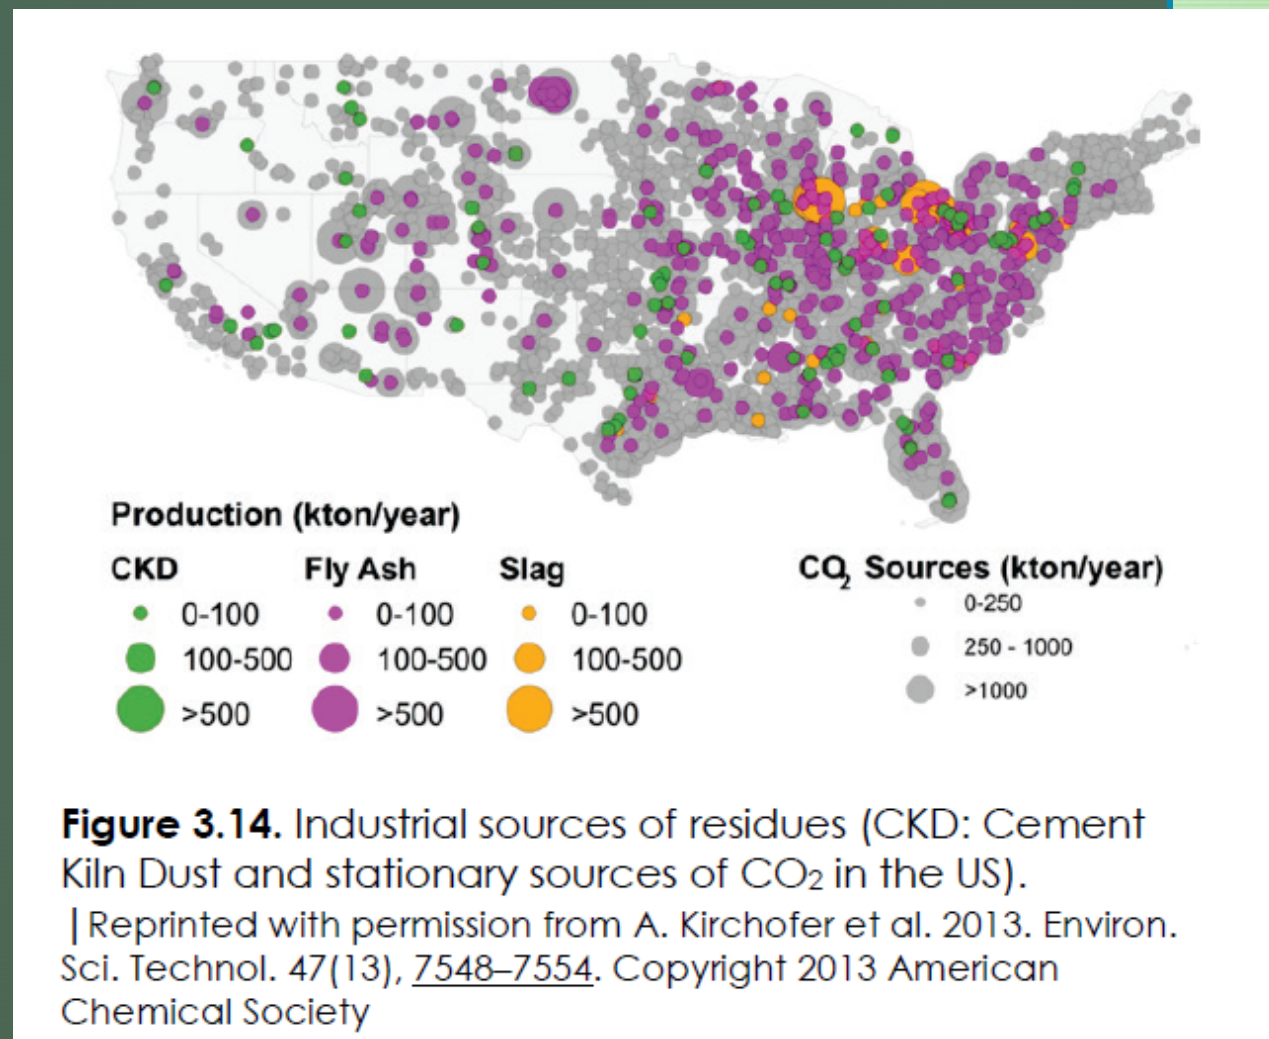 Production (kton/year)
CKD Fly Ash Slag
0-100 0-100 0-100
100-500 100-500 100-500
>500 >500 >500
CO₂ Sources (kton/year)
0-250
250 - 1000
>1000
Figure 3.14. Industrial sources of residues (CKD: Cement
Kiln Dust and stationary sources of CO₂ in the US).
|Reprinted with permission from A. Kirchofer et al. 2013. Environ.
Sci. Technol. 47(13), 7548–7554. Copyright 2013 American
Chemical Society